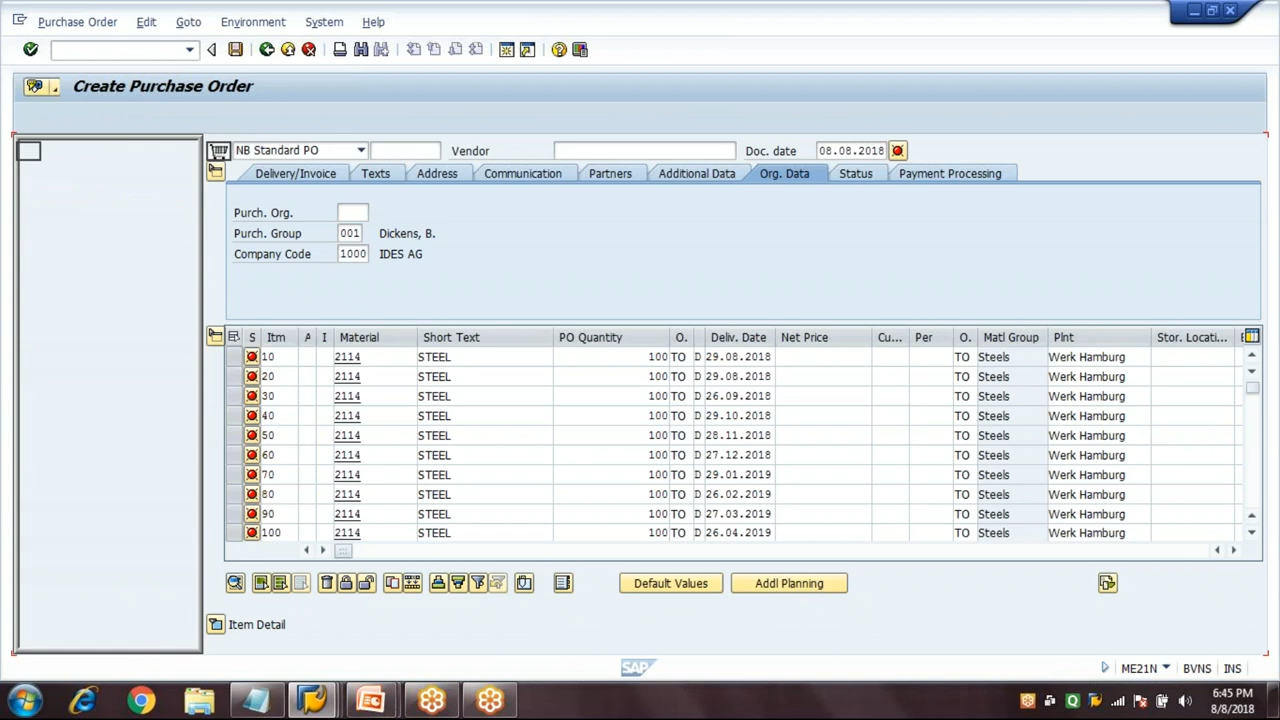 Purchase Order Edit Goto Environment System Help
Create Purchase Order
NB Standard PO Vendor Doc. date 08.08.2018
Delivery/Invoice Texts Address Communication Partners Additional Data Org. Data Status Payment Processing
Purch. Org.
Purch. Group 001 Dickens, B.
Company Code 1000 IDES AG
S Itm A I Material Short Text PO Quantity O. Deliv. Date Net Price Cu... Per O. Matl Group Plnt Stor. Locati...
10 2114 STEEL 100 TO D 29.08.2018 TO Steels Werk Hamburg
20 2114 STEEL 100 TO D 29.08.2018 TO Steels Werk Hamburg
30 2114 STEEL 100 TO D 26.09.2018 TO Steels Werk Hamburg
40 2114 STEEL 100 TO D 29.10.2018 TO Steels Werk Hamburg
50 2114 STEEL 100 TO D 28.11.2018 TO Steels Werk Hamburg
60 2114 STEEL 100 TO D 27.12.2018 TO Steels Werk Hamburg
70 2114 STEEL 100 TO D 29.01.2019 TO Steels Werk Hamburg
80 2114 STEEL 100 TO D 26.02.2019 TO Steels Werk Hamburg
90 2114 STEEL 100 TO D 27.03.2019 TO Steels Werk Hamburg
100 2114 STEEL 100 TO D 26.04.2019 TO Steels Werk Hamburg
Default Values Addl Planning
Item Detail
SAP ME21N BVNS INS
6:45 PM
8/8/2018